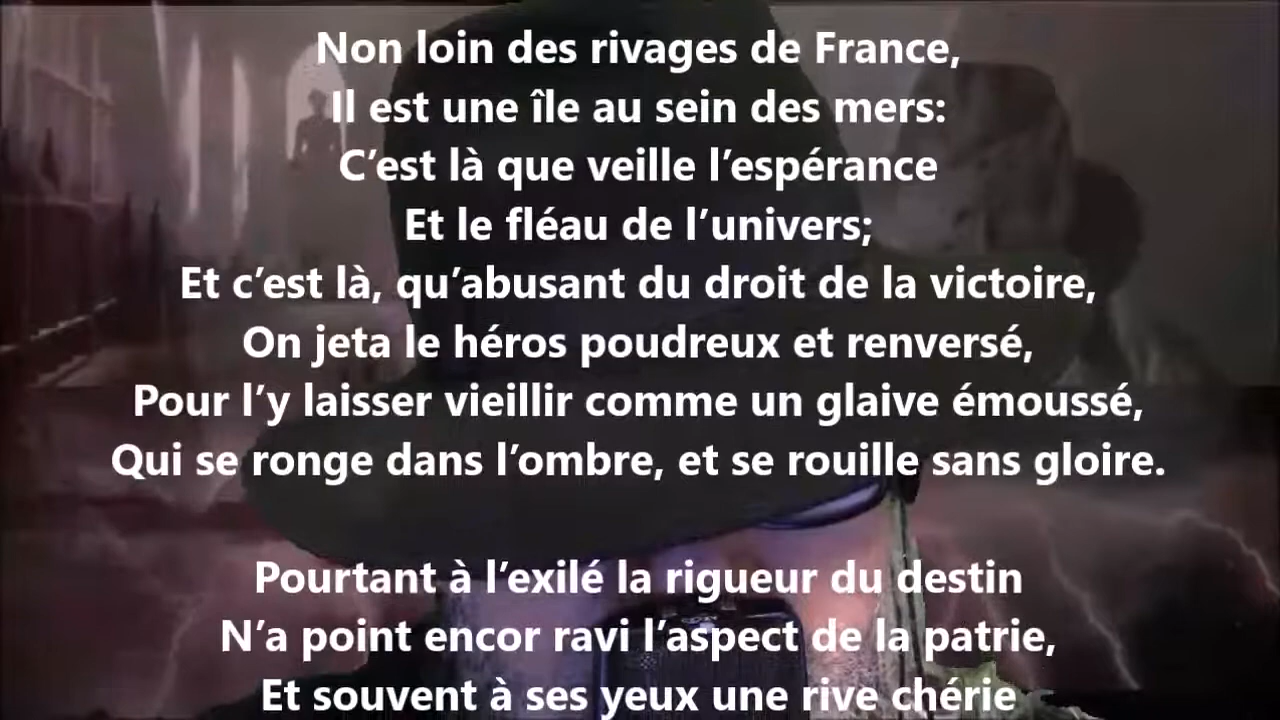 Non loin des rivages de France,
Il est une île au sein des mers:
C’est là que veille l’espérance
Et le fléau de l’univers;
Et c’est là, qu’abusant du droit de la victoire,
On jeta le héros poudreux et renversé,
Pour l’y laisser vieillir comme un glaive émoussé,
Qui se ronge dans l’ombre, et se rouille sans gloire.
Pourtant à l’exilé la rigueur du destin
N’a point encor ravi l’aspect de la patrie,
Et souvent à ses yeux une rive chérie